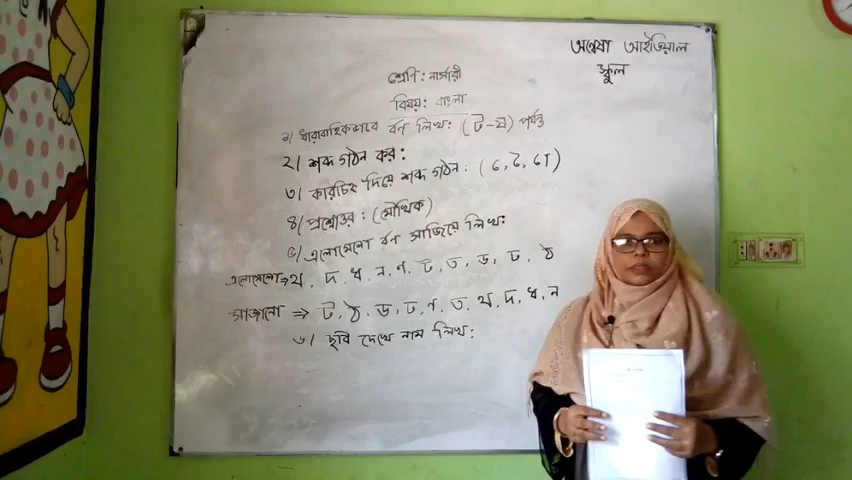 অন্বেষা আইডিয়াল
স্কুল
শ্রেণি: নার্সারী
বিষয়: বাংলা
১/ ধারাবাহিকভাবে বর্ণ লিখ: (ট-য) পর্যন্ত
২/ শব্দ গঠন কর:
৩/ কারচিহ্ন দিয়ে শব্দ গঠন: (ে, ৈ, ো)
৪/ প্রশ্নোত্তর: (মৌখিক)
৫/ এলোমেলো বর্ণ সাজিয়ে লিখ:
এলোমেলো⇒ থ, দ, ধ, ন, ণ, ট, ত, ড, ঢ, ঠ
সাজানো ⇒ ট, ঠ, ড, ঢ, ণ, ত, থ, দ, ধ, ন
৬/ ছবি দেখে নাম লিখ: